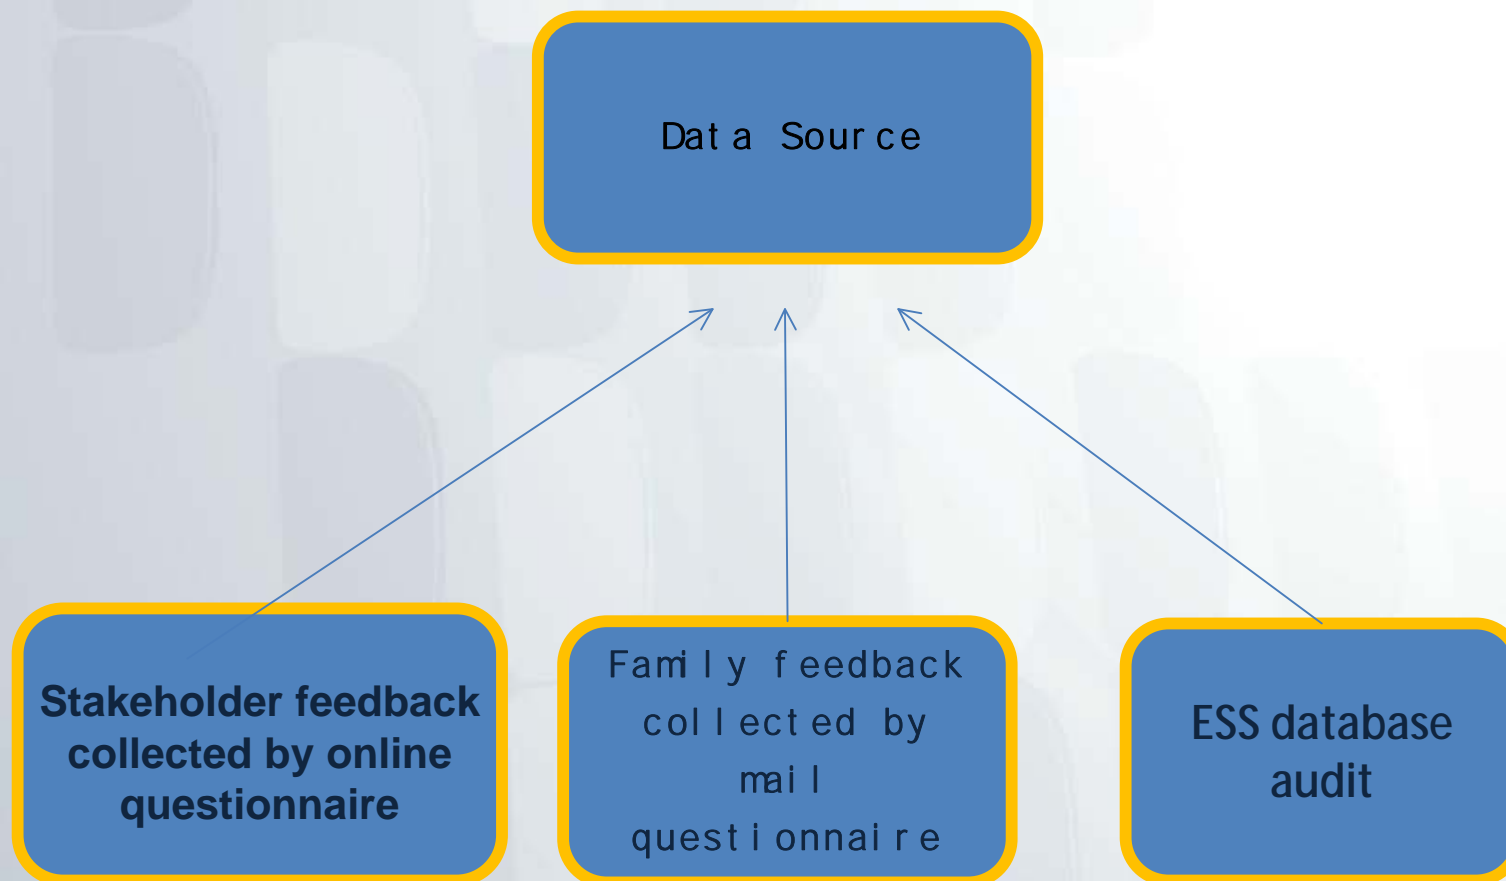 Data Source
Stakeholder feedback
collected by online
questionnaire
Family feedback
collected by
mail
questionnaire
ESS database
audit